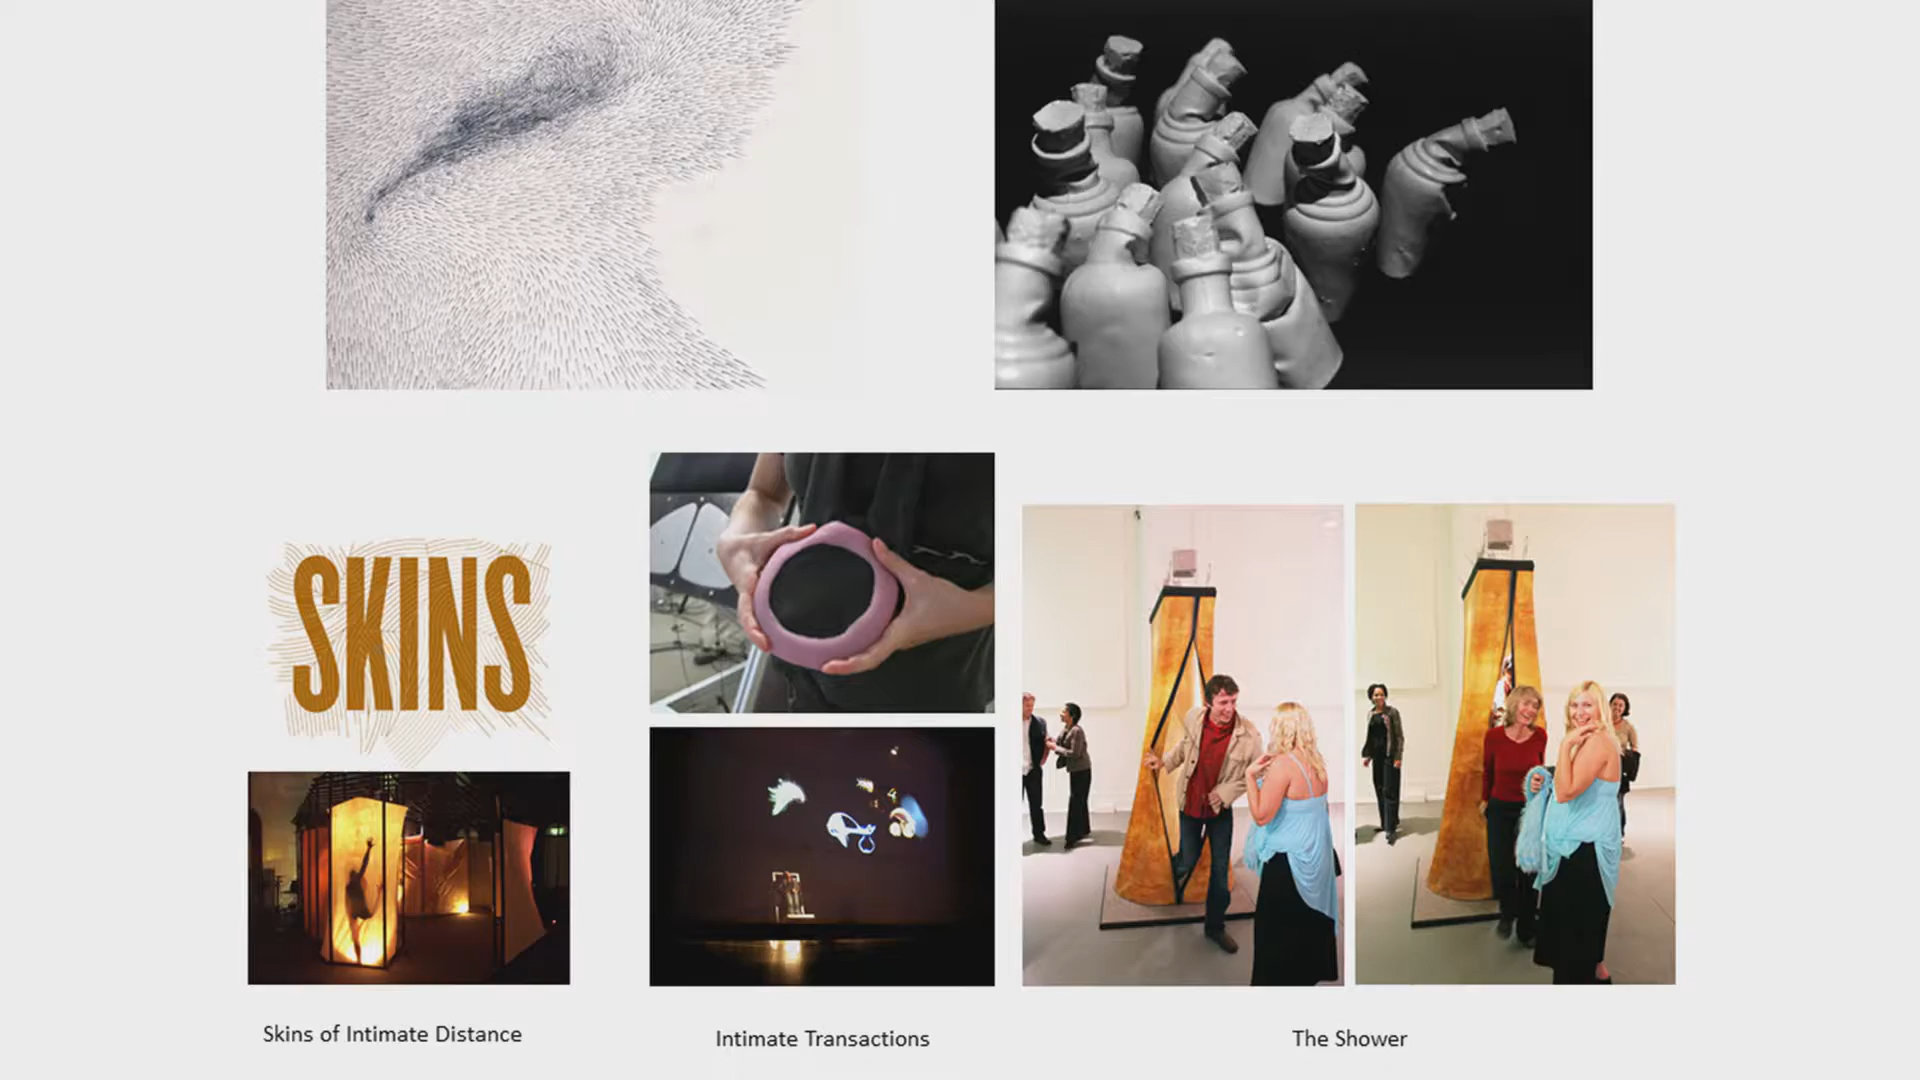 SKINS
Skins of Intimate Distance
Intimate Transactions
The Shower